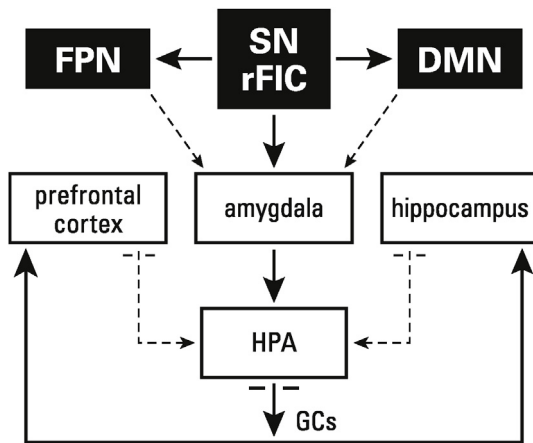 SN
rFIC
FPN
DMN
prefrontal
cortex
amygdala
hippocampus
HPA
GCs